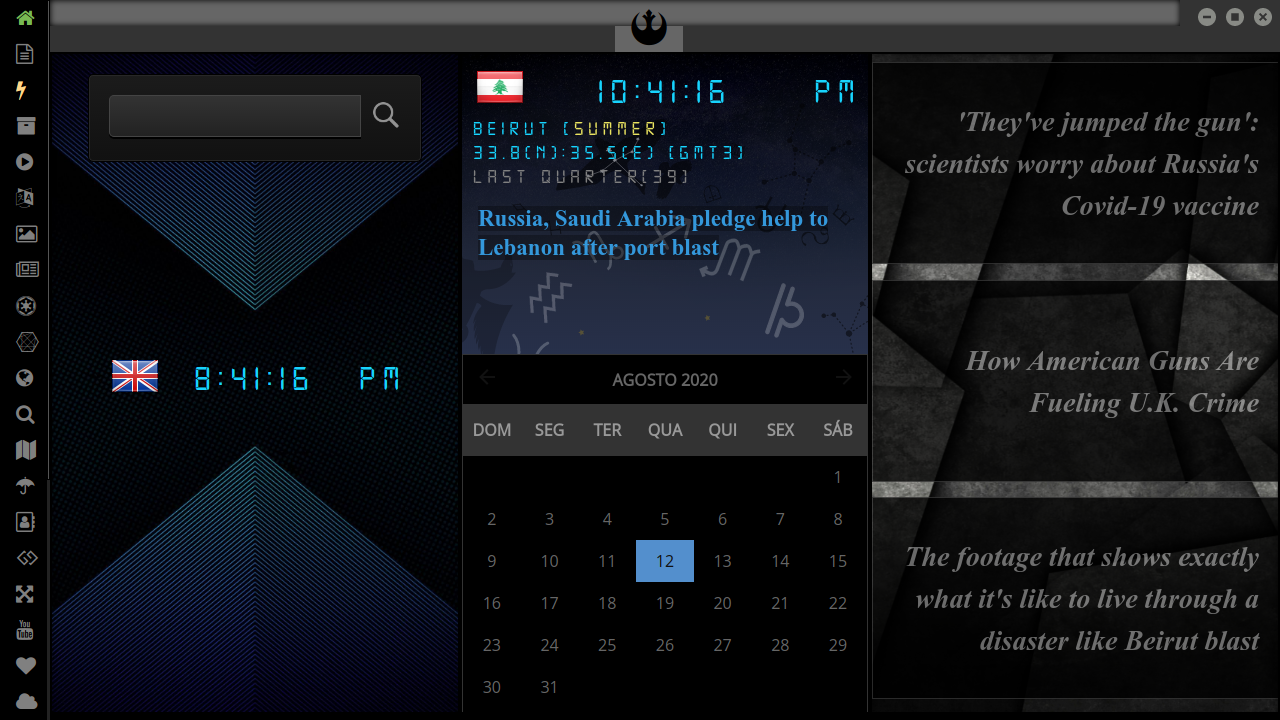 8:41:16 PM
10:41:16 PM
BEIRUT (SUMMER)
33.8(N):35.5(E) (GMT3)
LAST QUARTER(39)
Russia, Saudi Arabia pledge help to
Lebanon after port blast
AGOSTO 2020
DOM SEG TER QUA QUI SEX SÁB
1
2 3 4 5 6 7 8
9 10 11 12 13 14 15
16 17 18 19 20 21 22
23 24 25 26 27 28 29
30 31
'They've jumped the gun':
scientists worry about Russia's
Covid-19 vaccine
How American Guns Are
Fueling U.K. Crime
The footage that shows exactly
what it's like to live through a
disaster like Beirut blast
You
Tube